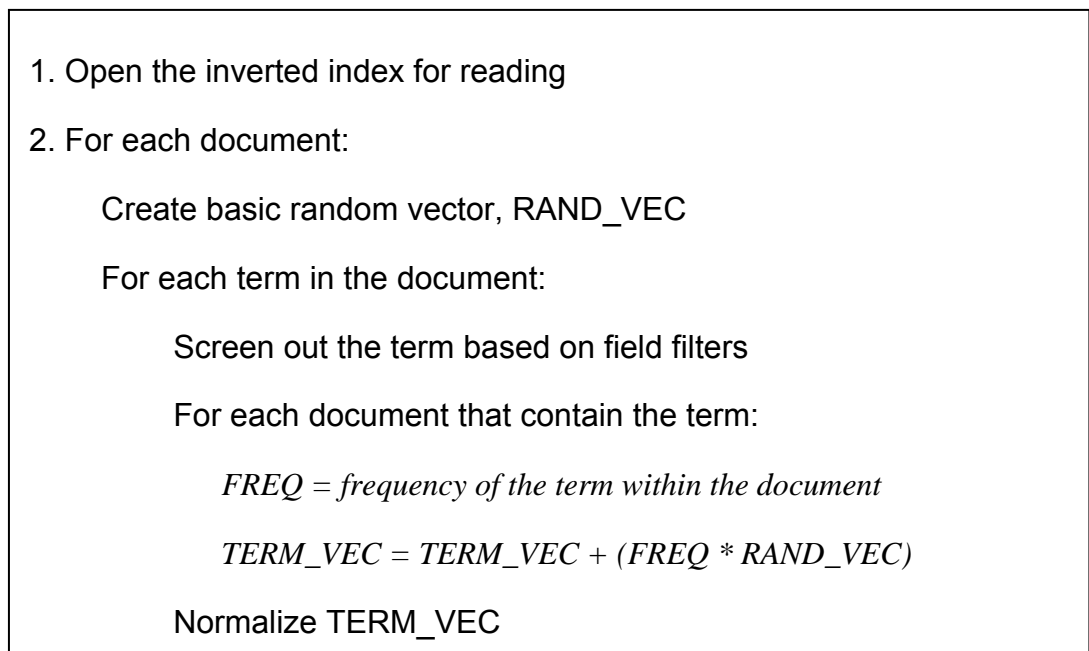 1. Open the inverted index for reading
2. For each document:
Create basic random vector, RAND_VEC
For each term in the document:
Screen out the term based on field filters
For each document that contain the term:
FREQ = frequency of the term within the document
TERM_VEC = TERM_VEC + (FREQ * RAND_VEC)
Normalize TERM_VEC